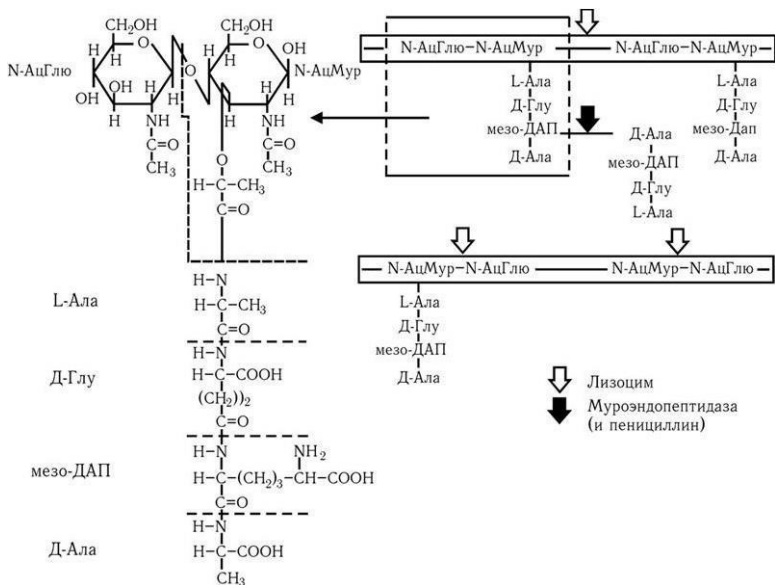 CH₂OH
CH₂OH
OH
N-АцГлю
N-АцМур
H
H
H
H
H
H
H
O
O
O
OH
OH
H
H
NH
H
NH
C=O
CH₃
C=O
CH₃
O
H–C–CH₃
C=O
L-Ала
H–N
H–C–CH₃
C=O
Д-Глу
H–N
H–C–COOH
(CH₂))₂
C=O
мезо-ДАП
H–N
NH₂
H–C–(CH₂)₃–CH–COOH
C=O
Д-Ала
H–N
H–C–COOH
CH₃
N-АцГлю–N-АцМур
N-АцГлю–N-АцМур
L-Ала
Д-Глу
мезо-ДАП
Д-Ала
Д-Ала
мезо-ДАП
Д-Глу
L-Ала
L-Ала
Д-Глу
мезо-Дап
Д-Ала
N-АцМур–N-АцГлю
N-АцМур–N-АцГлю
L-Ала
Д-Глу
мезо-ДАП
Д-Ала
Лизоцим
Муроэндопептидаза
(и пенициллин)